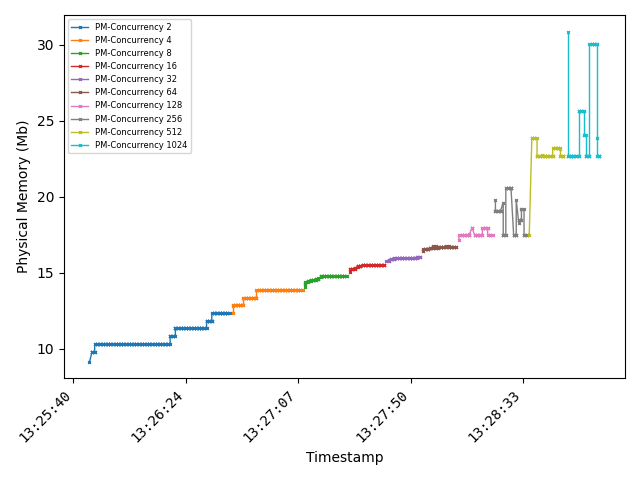 PM-Concurrency 2
PM-Concurrency 4
PM-Concurrency 8
PM-Concurrency 16
PM-Concurrency 32
PM-Concurrency 64
PM-Concurrency 128
PM-Concurrency 256
PM-Concurrency 512
PM-Concurrency 1024
Physical Memory (Mb)
30
25
20
15
10
13:25:40
13:26:24
13:27:07
13:27:50
13:28:33
Timestamp